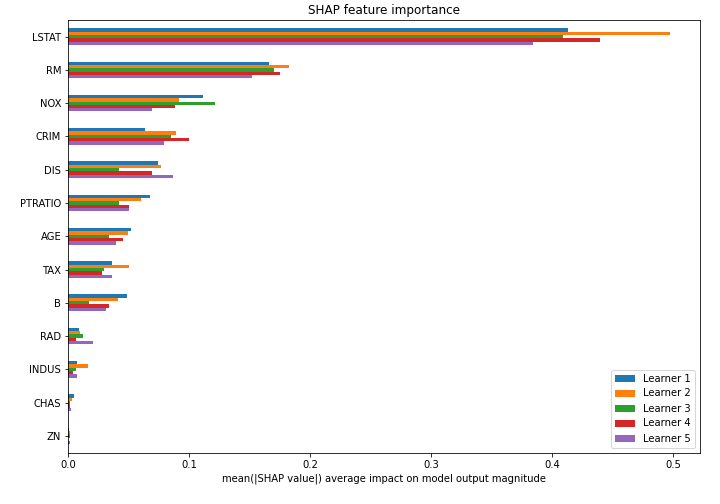 SHAP feature importance
LSTAT
RM
NOX
CRIM
DIS
PTRATIO
AGE
TAX
B
RAD
INDUS
CHAS
ZN
Learner 1
Learner 2
Learner 3
Learner 4
Learner 5
0.0 0.1 0.2 0.3 0.4 0.5
mean(|SHAP value|) average impact on model output magnitude